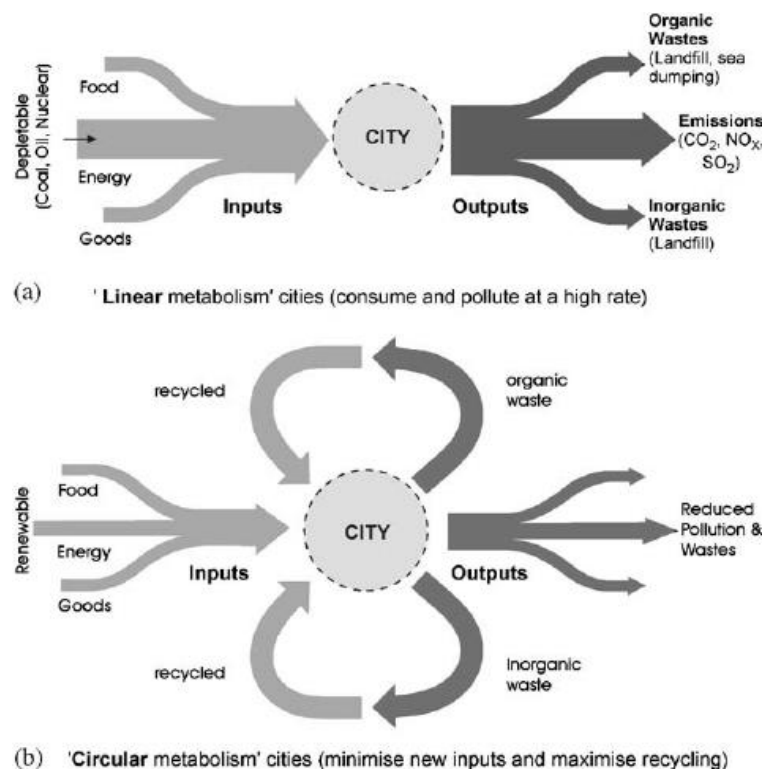 Organic
Wastes
(Landfill, sea
dumping)
Food
Depletable
(Coal, Oil, Nuclear)
CITY
Emissions
(CO₂, NOₓ,
SO₂)
Energy
Inputs
Outputs
Inorganic
Wastes
(Landfill)
Goods
(a) ' Linear metabolism' cities (consume and pollute at a high rate)
recycled
organic
waste
Renewable
Food
CITY
Reduced
Pollution &
Wastes
Energy
Inputs
Outputs
Goods
recycled
Inorganic
waste
(b) 'Circular metabolism' cities (minimise new inputs and maximise recycling)